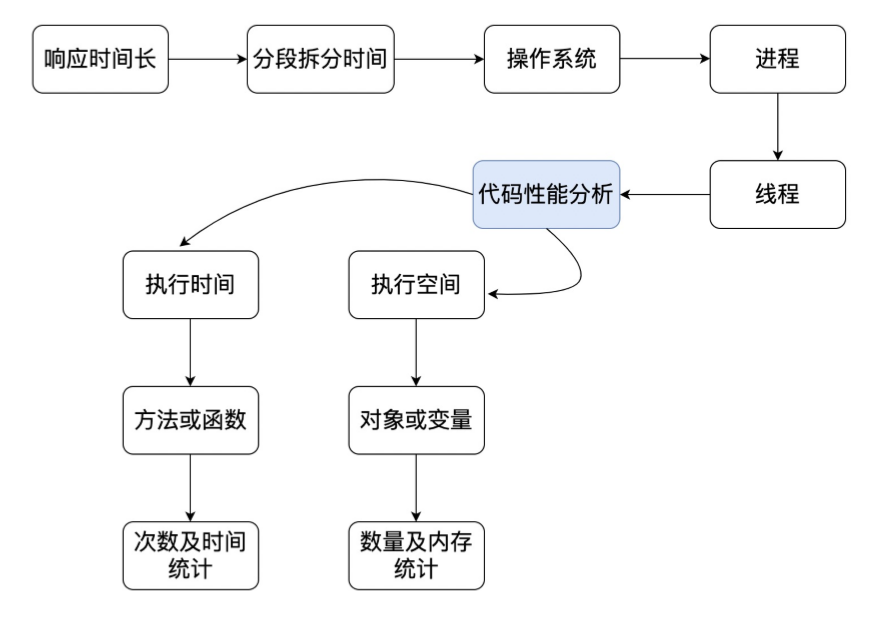 响应时间长
分段拆分时间
操作系统
进程
代码性能分析
线程
执行时间
执行空间
方法或函数
对象或变量
次数及时间
统计
数量及内存
统计